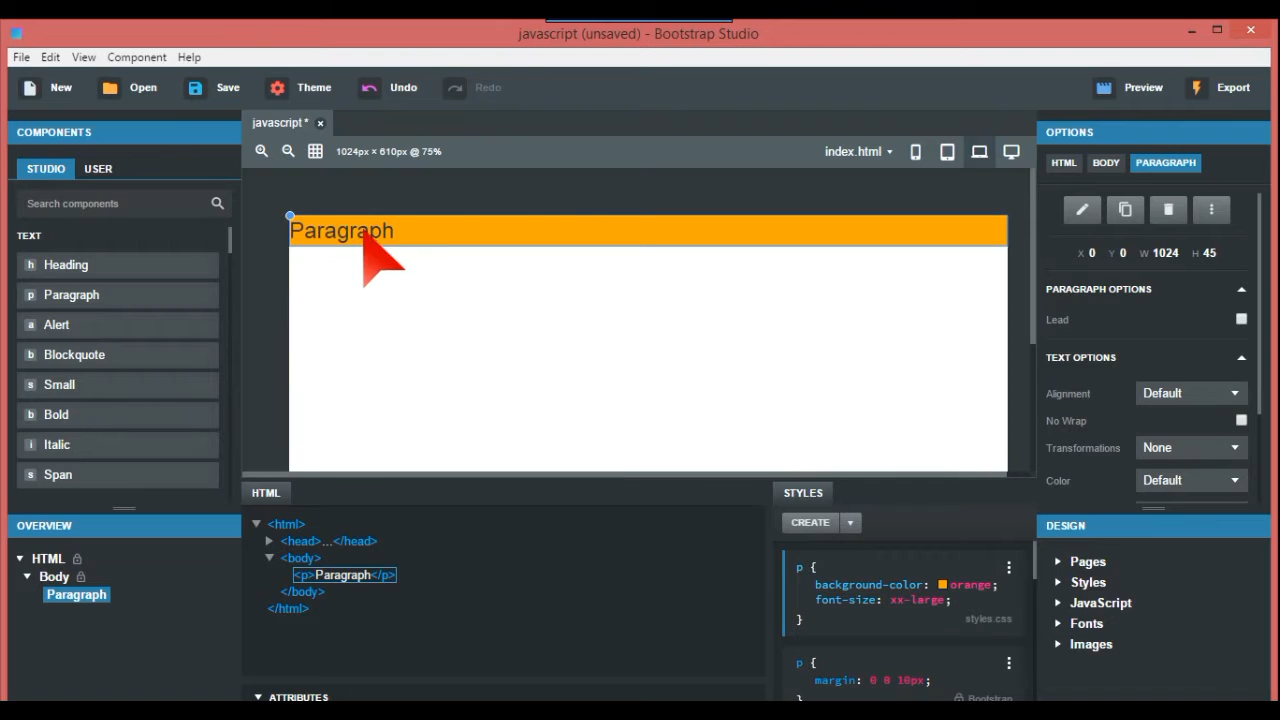 javascript (unsaved) - Bootstrap Studio
File Edit View Component Help
New Open Save Theme Undo Redo Preview Export
COMPONENTS
STUDIO USER
Search components
TEXT
h Heading
p Paragraph
a Alert
b Blockquote
s Small
b Bold
i Italic
s Span
javascript *
1024px × 610px @ 75%
index.html
Paragraph
OPTIONS
HTML BODY PARAGRAPH
X 0 Y 0 W 1024 H 45
PARAGRAPH OPTIONS
Lead
TEXT OPTIONS
Alignment Default
No Wrap
Transformations None
Color Default
OVERVIEW
HTML
Body
Paragraph
HTML
<html>
<head>...</head>
<body>
<p>Paragraph</p>
</body>
</html>
ATTRIBUTES
STYLES
CREATE
p {
background-color: orange;
font-size: xx-large;
}
styles.css
p {
margin: 0 0 10px;
}
Bootstrap
DESIGN
Pages
Styles
JavaScript
Fonts
Images